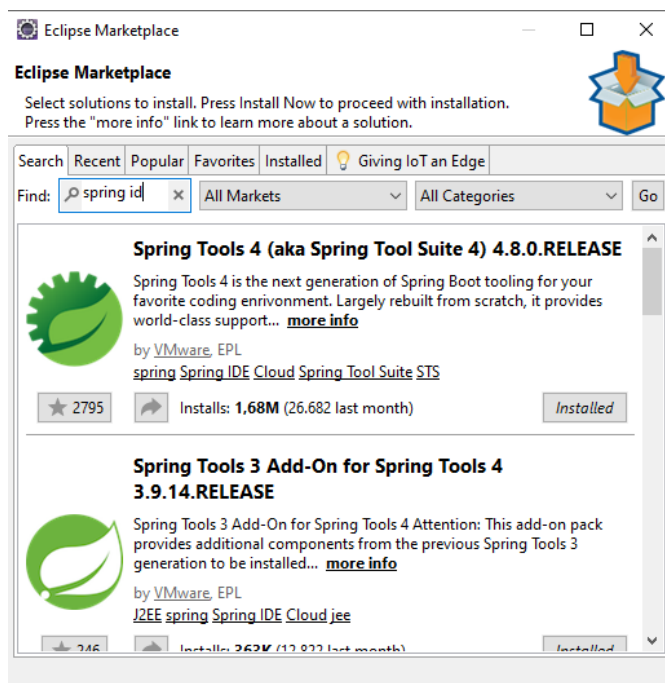 Eclipse Marketplace
Eclipse Marketplace
Select solutions to install. Press Install Now to proceed with installation.
Press the "more info" link to learn more about a solution.
Search Recent Popular Favorites Installed Giving IoT an Edge
Find: spring id All Markets All Categories Go
Spring Tools 4 (aka Spring Tool Suite 4) 4.8.0.RELEASE
Spring Tools 4 is the next generation of Spring Boot tooling for your
favorite coding enrivonment. Largely rebuilt from scratch, it provides
world-class support... more info
by VMware, EPL
spring Spring IDE Cloud Spring Tool Suite STS
2795 Installs: 1,68M (26.682 last month) Installed
Spring Tools 3 Add-On for Spring Tools 4
3.9.14.RELEASE
Spring Tools 3 Add-On for Spring Tools 4 Attention: This add-on pack
provides additional components from the previous Spring Tools 3
generation to be installed... more info
by VMware, EPL
J2EE spring Spring IDE Cloud jee
246 Installs: 363K (12.822 last month) Installed